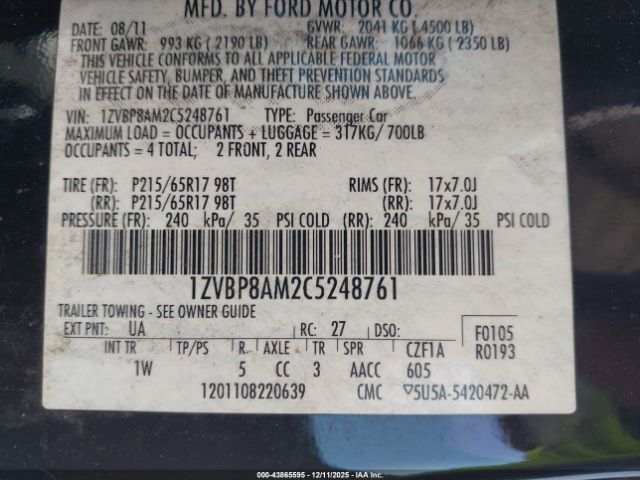 MFD. BY FORD MOTOR CO.
DATE: 08/11 GVWR: 2041 KG ( 4500 LB)
FRONT GAWR: 993 KG ( 2190 LB) REAR GAWR: 1066 KG ( 2350 LB)
THIS VEHICLE CONFORMS TO ALL APPLICABLE FEDERAL MOTOR
VEHICLE SAFETY, BUMPER, AND THEFT PREVENTION STANDARDS
IN EFFECT ON THE DATE OF MANUFACTURE SHOWN ABOVE.
VIN: 1ZVBP8AM2C5248761 TYPE: Passenger Car
MAXIMUM LOAD = OCCUPANTS + LUGGAGE = 317KG/ 700LB
OCCUPANTS = 4 TOTAL; 2 FRONT, 2 REAR
TIRE (FR): P215/65R17 98T RIMS (FR): 17x7.0J
(RR): P215/65R17 98T (RR): 17x7.0J
PRESSURE (FR): 240 kPa/ 35 PSI COLD (RR): 240 kPa/ 35 PSI COLD
1ZVBP8AM2C5248761
TRAILER TOWING - SEE OWNER GUIDE
EXT PNT: UA RC: 27 DSO: F0105
INT TR TP/PS R AXLE TR SPR CZF1A R0193
1W 5 CC 3 AACC 605
1201108220639 CMC ▽5U5A-5420472-AA
000-43865595 - 12/11/2025 - IAA Inc.